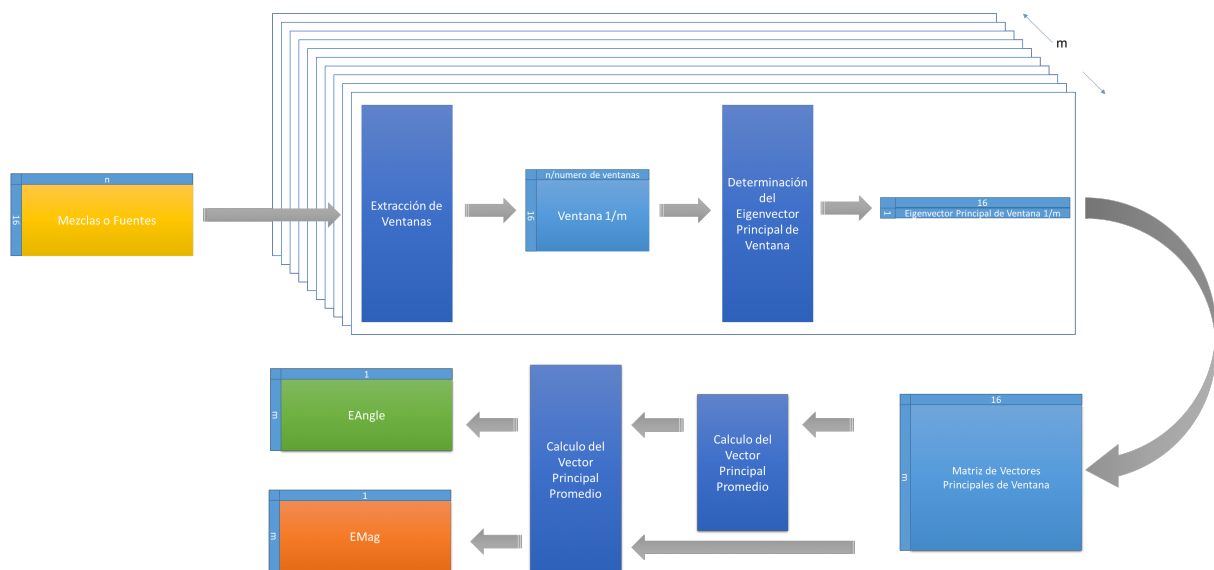 m
n
16
Mezclas o Fuentes
Extracción de
Ventanas
n/numero de ventanas
16
Ventana 1/m
Determinación
del
Eigenvector
Principal de
Ventana
16
1
Eigenvector Principal de Ventana 1/m
1
m
EAngle
Calculo del
Vector
Principal
Promedio
Calculo del
Vector
Principal
Promedio
16
m
Matriz de Vectores
Principales de Ventana
1
m
EMag